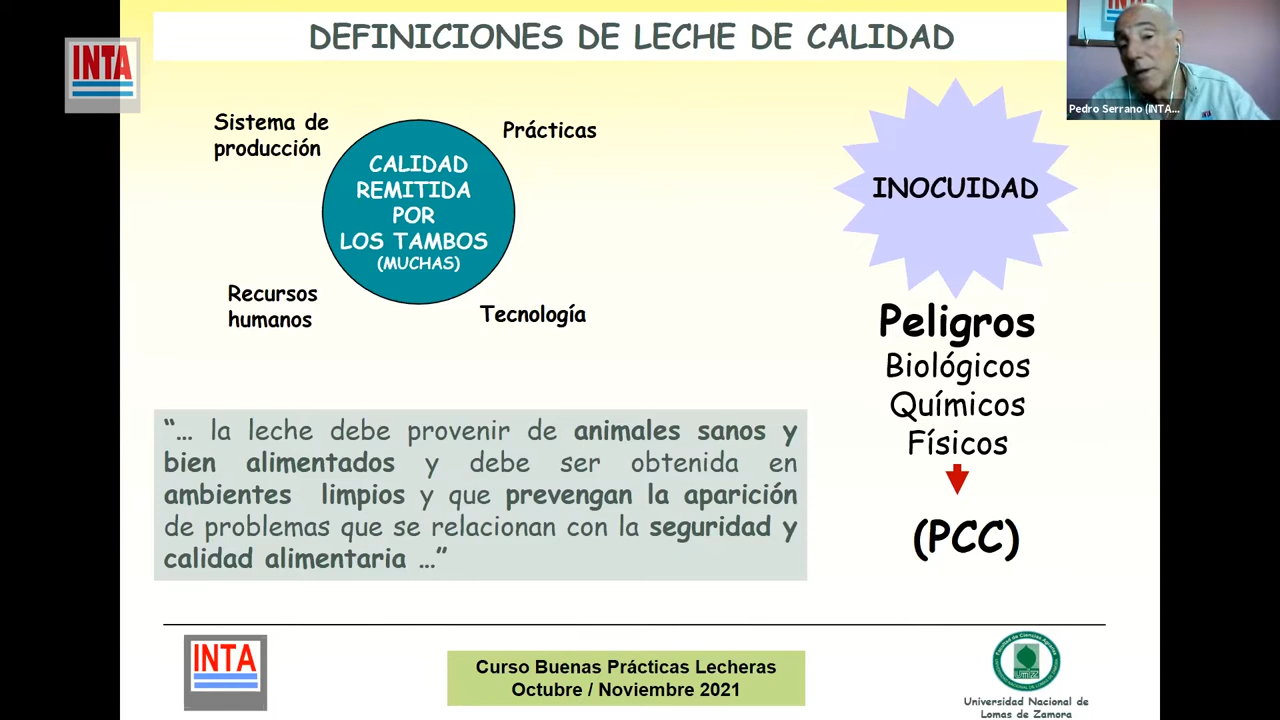 DEFINICIONES DE LECHE DE CALIDAD
INTA
Pedro Serrano (INTA...
Sistema de
producción
Prácticas
CALIDAD
REMITIDA
POR
LOS TAMBOS
(MUCHAS)
Recursos
humanos
Tecnología
INOCUIDAD
Peligros
Biológicos
Químicos
Físicos
(PCC)
“... la leche debe provenir de animales sanos y
bien alimentados y debe ser obtenida en
ambientes limpios y que prevengan la aparición
de problemas que se relacionan con la seguridad y
calidad alimentaria ...”
INTA
Curso Buenas Prácticas Lecheras
Octubre / Noviembre 2021
Universidad Nacional de
Lomas de Zamora